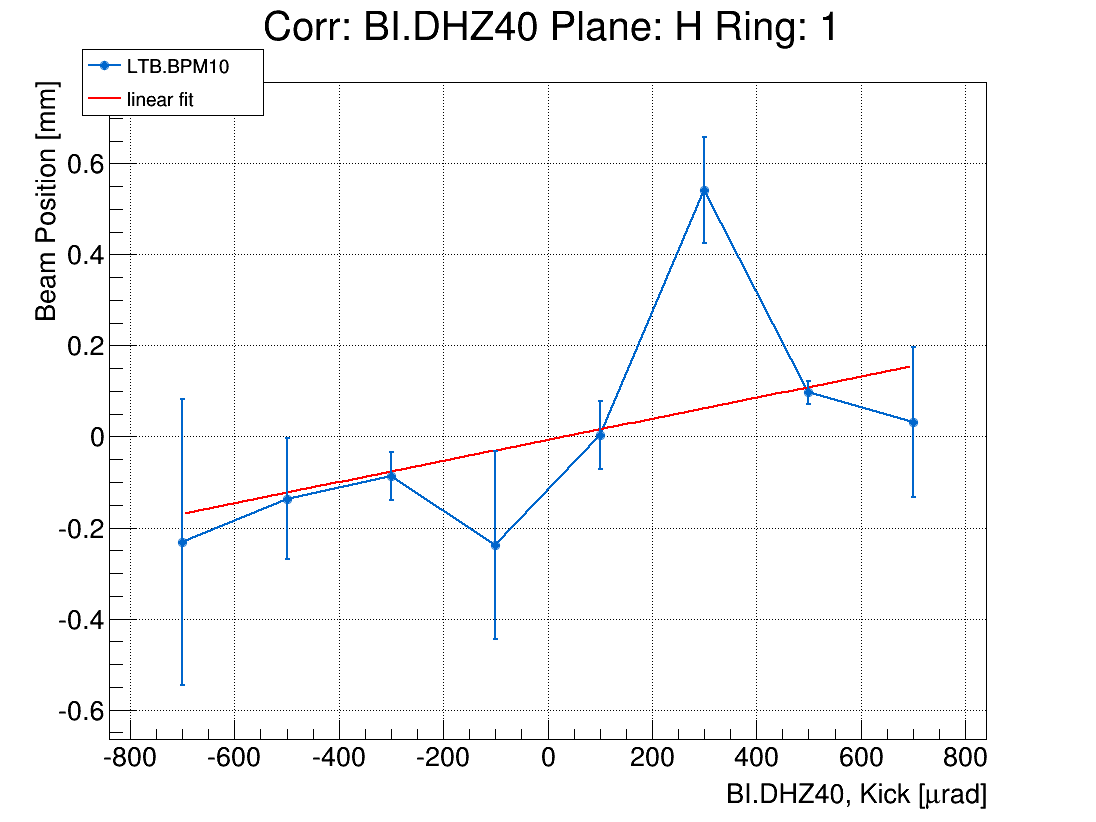 Corr: BI.DHZ40 Plane: H Ring: 1
LTB.BPM10
linear fit
Beam Position [mm]
0.6
0.4
0.2
0
-0.2
-0.4
-0.6
-800 -600 -400 -200 0 200 400 600 800
BI.DHZ40, Kick [μrad]